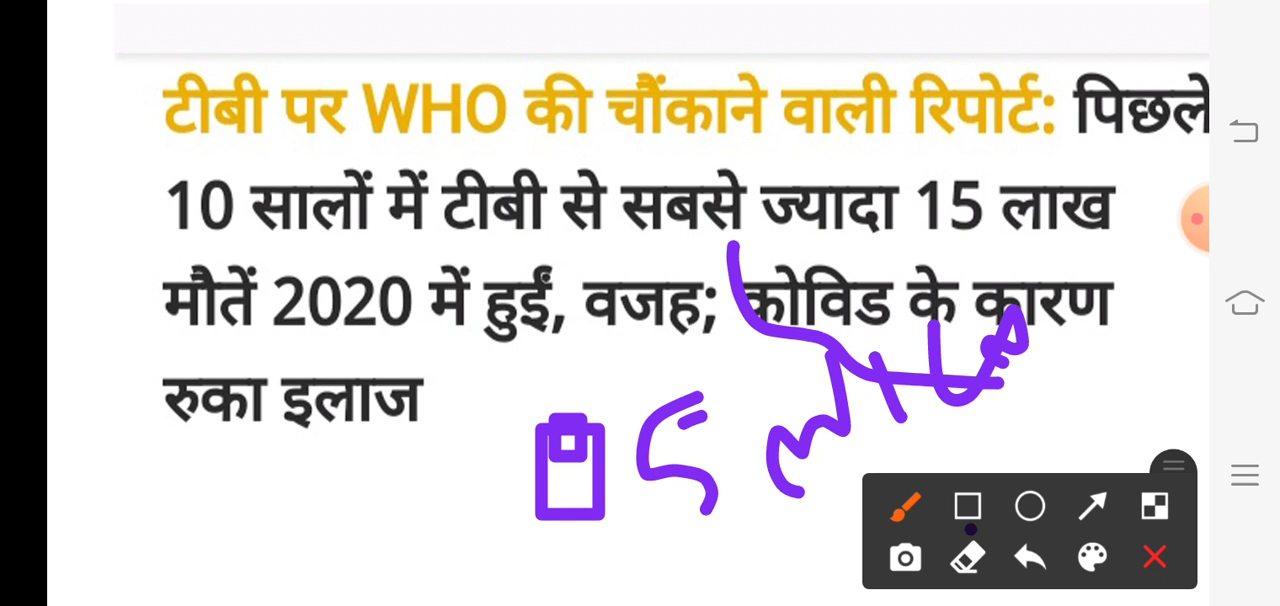 टीबी पर WHO की चौंकाने वाली रिपोर्ट: पिछले
10 सालों में टीबी से सबसे ज्यादा 15 लाख
मौतें 2020 में हुईं, वजह; कोविड के कारण
रुका इलाज